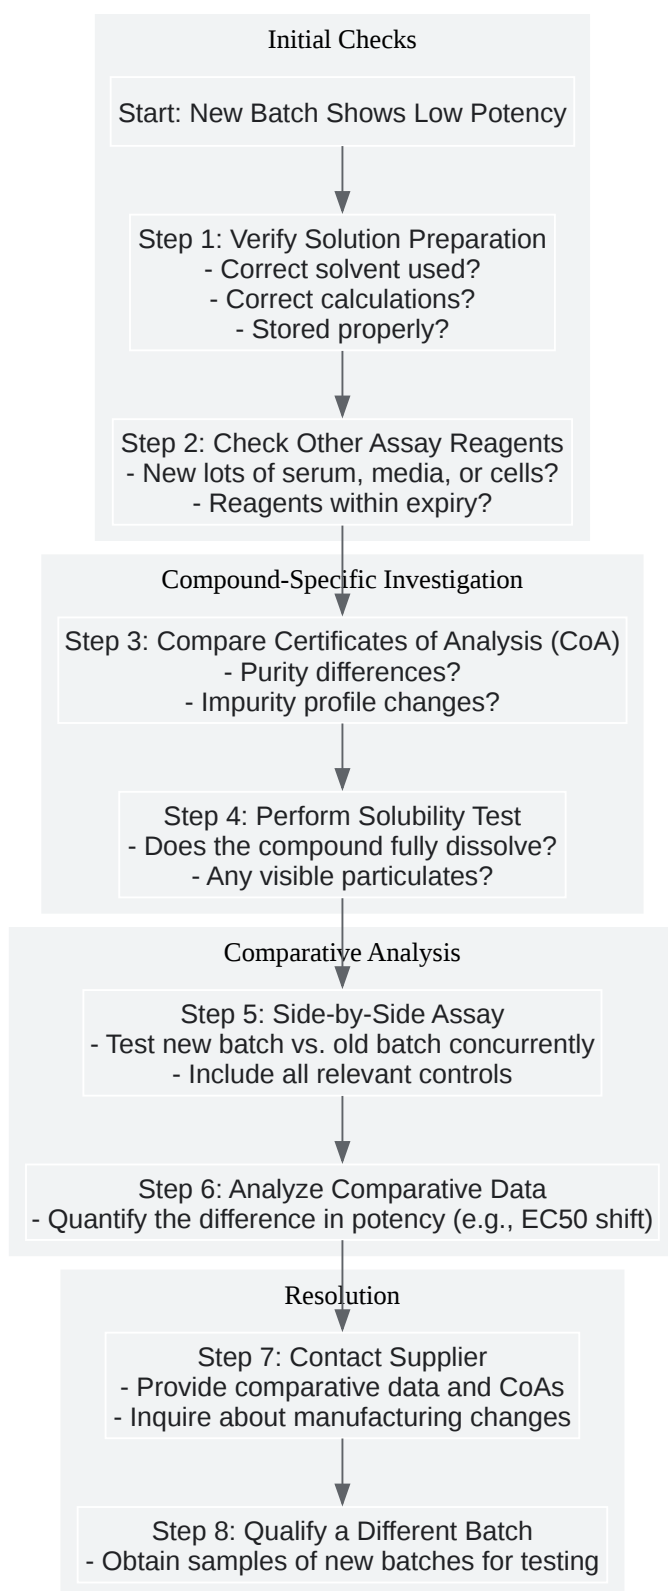 Initial Checks
Start: New Batch Shows Low Potency
Step 1: Verify Solution Preparation
- Correct solvent used?
- Correct calculations?
- Stored properly?
Step 2: Check Other Assay Reagents
- New lots of serum, media, or cells?
- Reagents within expiry?
Compound-Specific Investigation
Step 3: Compare Certificates of Analysis (CoA)
- Purity differences?
- Impurity profile changes?
Step 4: Perform Solubility Test
- Does the compound fully dissolve?
- Any visible particulates?
Comparative Analysis
Step 5: Side-by-Side Assay
- Test new batch vs. old batch concurrently
- Include all relevant controls
Step 6: Analyze Comparative Data
- Quantify the difference in potency (e.g., EC50 shift)
Resolution
Step 7: Contact Supplier
- Provide comparative data and CoAs
- Inquire about manufacturing changes
Step 8: Qualify a Different Batch
- Obtain samples of new batches for testing